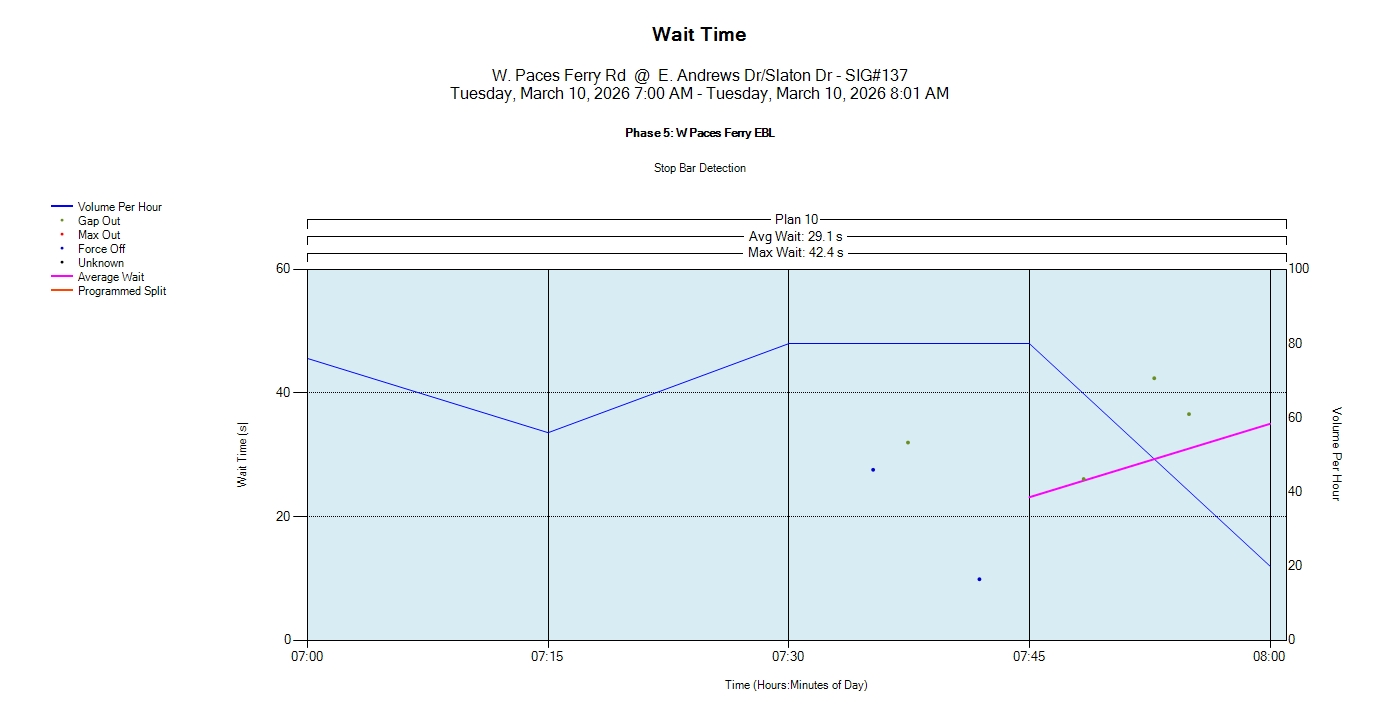 Wait Time
W. Paces Ferry Rd @ E. Andrews Dr/Slaton Dr - SIG#137
Tuesday, March 10, 2026 7:00 AM - Tuesday, March 10, 2026 8:01 AM
Phase 5: W Paces Ferry EBL
Stop Bar Detection
Volume Per Hour
Gap Out
Max Out
Force Off
Unknown
Average Wait
Programmed Split
Plan 10
Avg Wait: 29.1 s
Max Wait: 42.4 s
60
40
20
0
Wait Time (s)
100
80
60
40
20
0
Volume Per Hour
07:00 07:15 07:30 07:45 08:00
Time (Hours:Minutes of Day)